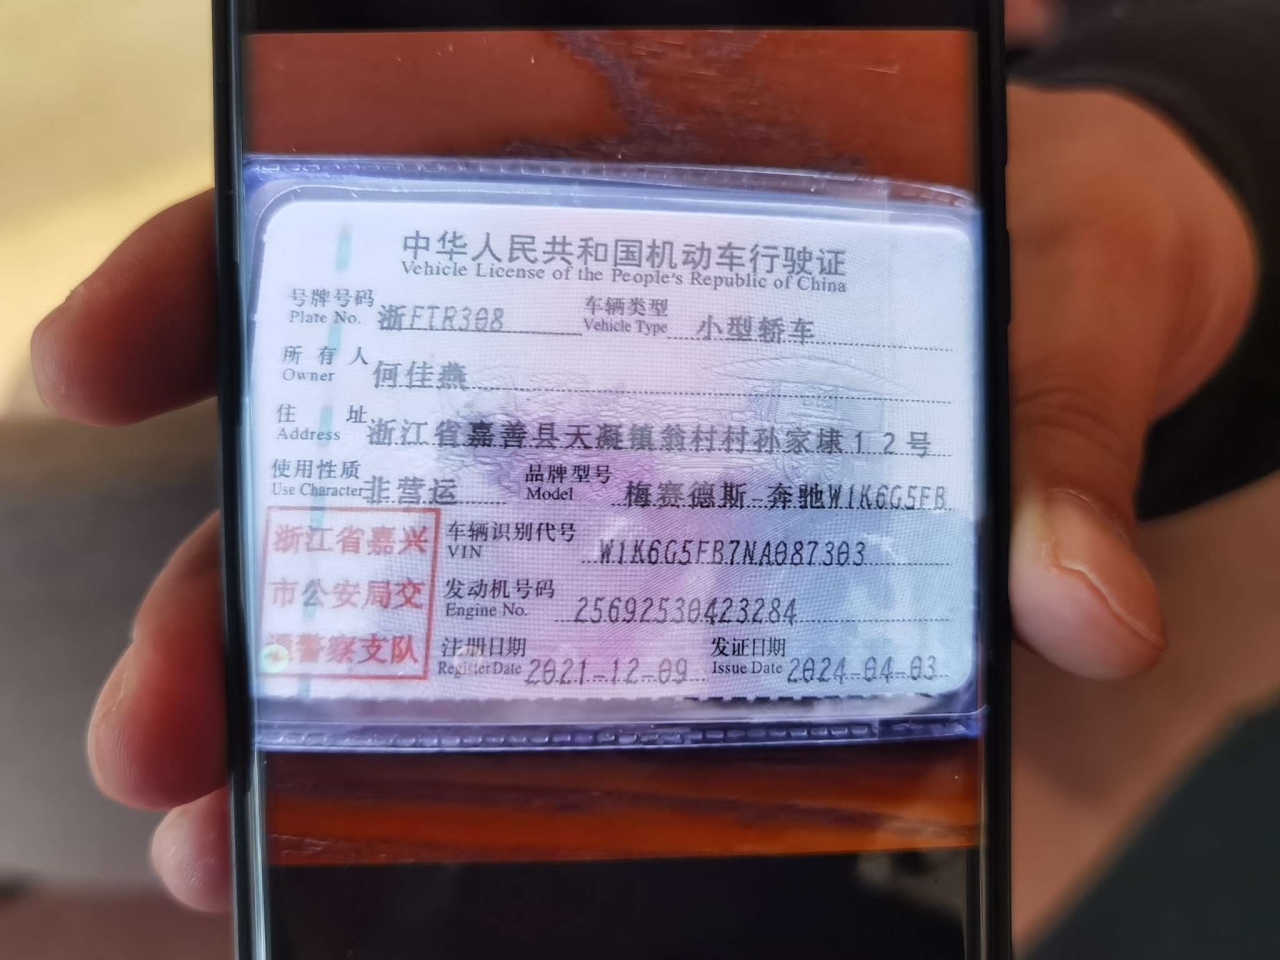 中华人民共和国机动车行驶证
Vehicle License of the People's Republic of China
号牌号码 浙FTR308 车辆类型 小型轿车
Plate No. Vehicle Type
所有人 何佳燕
Owner
住址 浙江省嘉善县天凝镇翁村村孙家埭12号
Address
使用性质 非营运 品牌型号 梅赛德斯-奔驰W1K6G5FB
Use Character Model
浙江省嘉兴
市公安局交
通警察支队
车辆识别代号 W1K6G5FB7NA087303
VIN
发动机号码 25692530423284
Engine No.
注册日期 2021-12-09 发证日期 2024-04-03
Register Date Issue Date